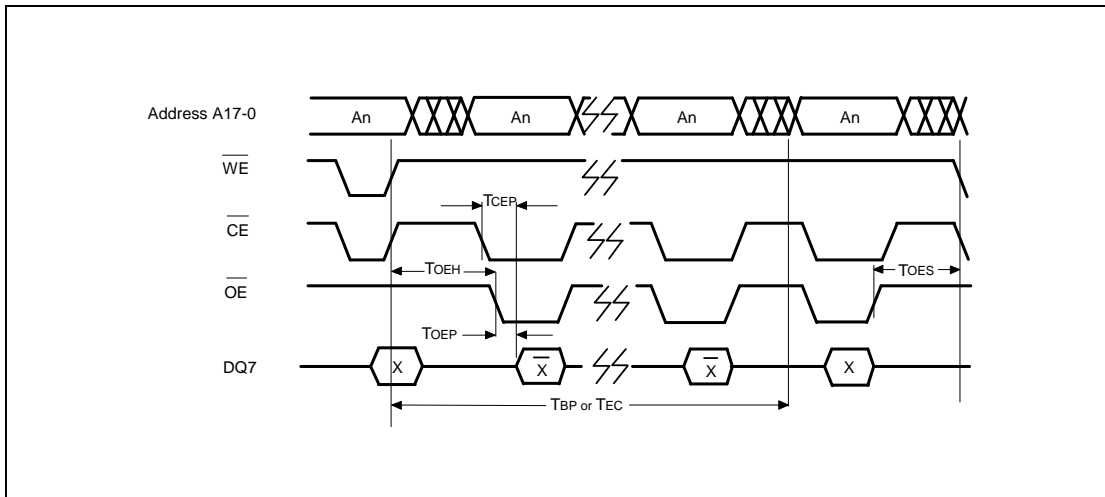 Address A17-0 An An An An
WE
TCEP
CE
TOEH TOES
OE
TOEP
DQ7 X X X X
TBP or TEC